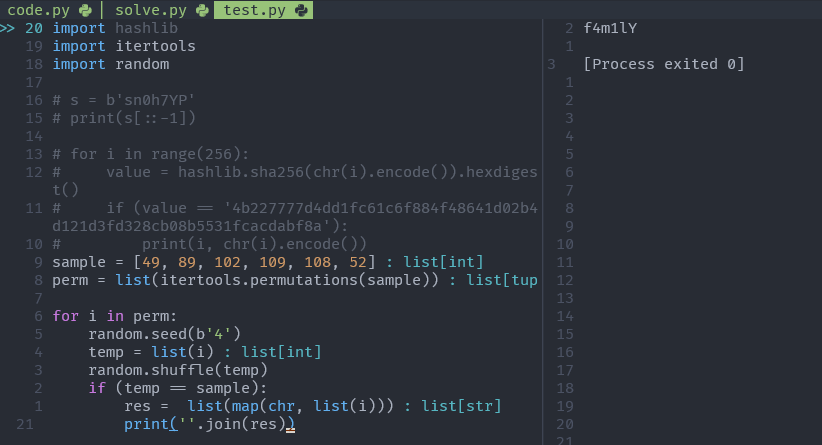 code.py solve.py test.py
>> 20 import hashlib
19 import itertools
18 import random
17
16 # s = b'sn0h7YP'
15 # print(s[::-1])
14
13 # for i in range(256):
12 #     value = hashlib.sha256(chr(i).encode()).hexdiges
t()
11 #     if (value == '4b227777d4dd1fc61c6f884f48641d02b4
d121d3fd328cb08b5531fcacdabf8a'):
10 #         print(i, chr(i).encode())
9 sample = [49, 89, 102, 109, 108, 52] : list[int]
8 perm = list(itertools.permutations(sample)) : list[tup
7
6 for i in perm:
5     random.seed(b'4')
4     temp = list(i) : list[int]
3     random.shuffle(temp)
2     if (temp == sample):
1         res =  list(map(chr, list(i))) : list[str]
21         print(''.join(res))
2 f4m1lY
1
3 [Process exited 0]
1
2
3
4
5
6
7
8
9
10
11
12
13
14
15
16
17
18
19
20
21